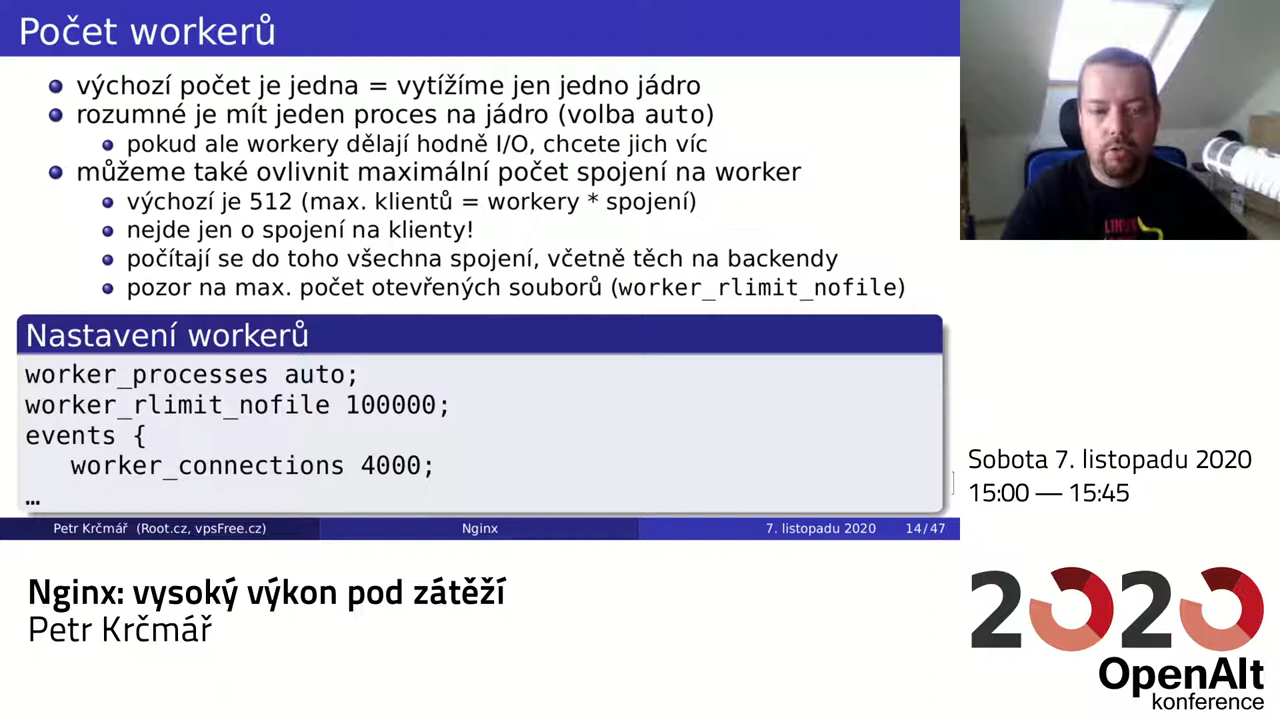 Počet workerů
výchozí počet je jedna = vytížíme jen jedno jádro
rozumné je mít jeden proces na jádro (volba auto)
pokud ale workery dělají hodně I/O, chcete jich víc
můžeme také ovlivnit maximální počet spojení na worker
výchozí je 512 (max. klientů = workery * spojení)
nejde jen o spojení na klienty!
počítají se do toho všechna spojení, včetně těch na backendy
pozor na max. počet otevřených souborů (worker_rlimit_nofile)
Nastavení workerů
worker_processes auto;
worker_rlimit_nofile 100000;
events {
worker_connections 4000;
…
Petr Krčmář (Root.cz, vpsFree.cz)
Nginx
7. listopadu 2020
14/47
LINUX
Sobota 7. listopadu 2020
15:00 — 15:45
Nginx: vysoký výkon pod zátěží
Petr Krčmář
2020
OpenAlt
konference